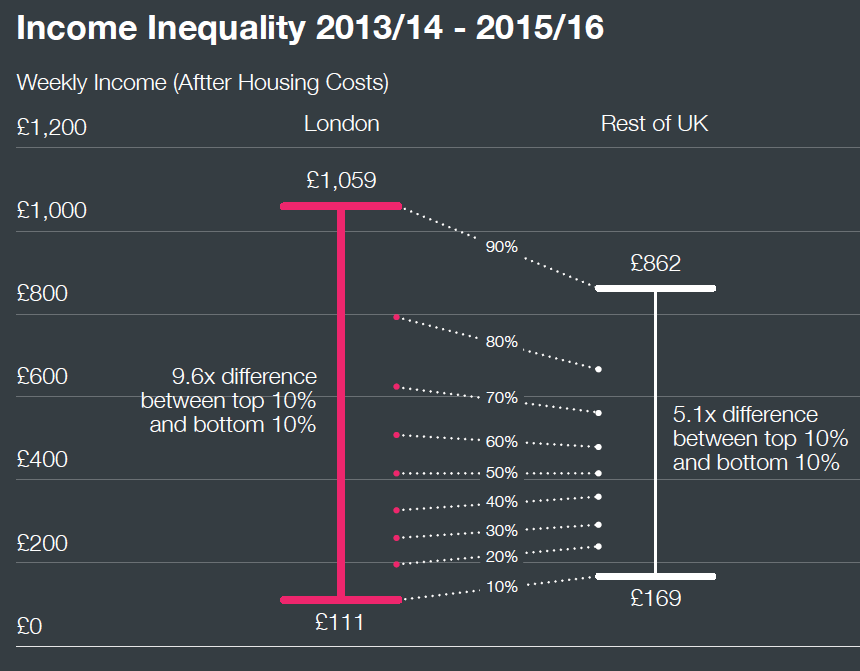 Income Inequality 2013/14 - 2015/16
Weekly Income (Aftter Housing Costs)
£1,200
London
Rest of UK
£1,059
£1,000
90%
£862
£800
80%
£600
9.6x difference
between top 10%
and bottom 10%
70%
5.1x difference
between top 10%
and bottom 10%
60%
£400
50%
40%
30%
£200
20%
10%
£169
£111
£0